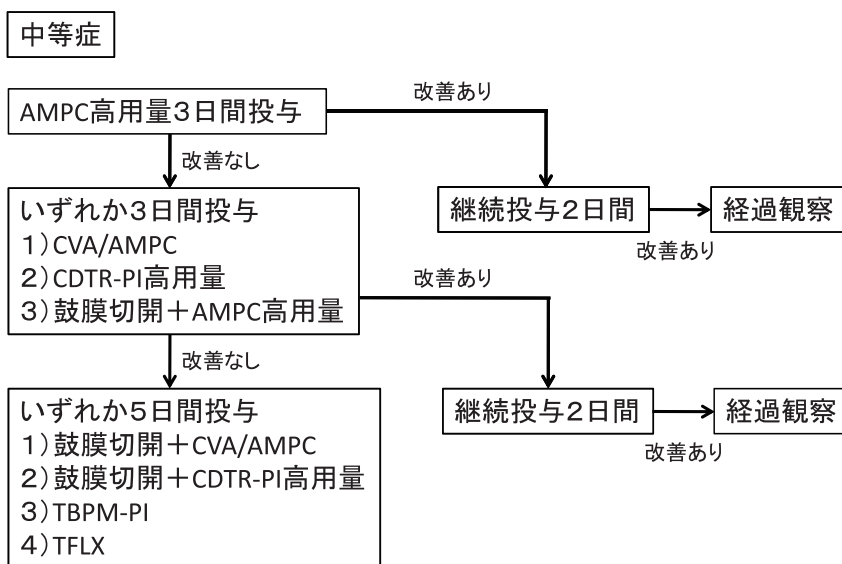 中等症
AMPC高用量3日間投与
改善あり
改善なし
いずれか3日間投与
1)CVA/AMPC
2)CDTR-PI高用量
3)鼓膜切開+AMPC高用量
継続投与2日間
経過観察
改善あり
改善あり
改善なし
いずれか5日間投与
1)鼓膜切開+CVA/AMPC
2)鼓膜切開+CDTR-PI高用量
3)TBPM-PI
4)TFLX
継続投与2日間
経過観察
改善あり